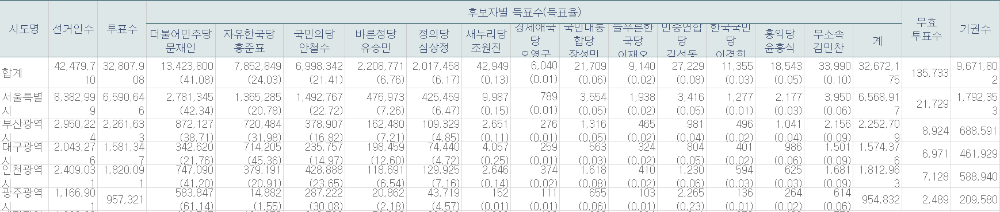 시도명 선거인수 투표수 후보자별 득표수(득표율) 무효 투표수 기권수
더불어민주당 문재인 자유한국당 홍준표 국민의당 안철수 바른정당 유승민 정의당 심상정 새누리당 조원진 경제애국당 오영국 국민대통합당 장성민 늘푸른한국당 이재오 민중연합당 김선동 한국국민당 이경희 홍익당 윤홍식 무소속 김민찬 계
합계 42,479,710 32,807,908 13,423,800 (41.08) 7,852,849 (24.03) 6,998,342 (21.41) 2,208,771 (6.76) 2,017,458 (6.17) 42,949 (0.13) 6,040 (0.01) 21,709 (0.06) 9,140 (0.02) 27,229 (0.08) 11,355 (0.03) 18,543 (0.05) 33,990 (0.10) 32,672,175 135,733 9,671,802
서울특별시 8,382,999 6,590,646 2,781,345 (42.34) 1,365,285 (20.78) 1,492,767 (22.72) 476,973 (7.26) 425,459 (6.47) 9,987 (0.15) 789 (0.01) 3,554 (0.05) 1,938 (0.02) 3,416 (0.05) 1,277 (0.01) 2,177 (0.03) 3,950 (0.06) 6,568,917 21,729 1,792,353
부산광역시 2,950,224 2,261,633 872,127 (38.71) 720,484 (31.98) 378,907 (16.82) 162,480 (7.21) 109,329 (4.85) 2,651 (0.11) 276 (0.01) 1,316 (0.05) 465 (0.02) 981 (0.04) 496 (0.02) 1,041 (0.04) 2,156 (0.09) 2,252,709 8,924 688,591
대구광역시 2,043,276 1,581,347 342,620 (21.76) 714,205 (45.36) 235,757 (14.97) 198,459 (12.60) 74,440 (4.72) 4,057 (0.25) 259 (0.01) 563 (0.03) 324 (0.02) 804 (0.05) 401 (0.02) 986 (0.06) 1,501 (0.09) 1,574,376 6,971 461,929
인천광역시 2,409,031 1,820,091 747,090 (41.20) 379,191 (20.91) 428,888 (23.65) 118,691 (6.54) 129,925 (7.16) 2,646 (0.14) 374 (0.02) 1,618 (0.08) 410 (0.02) 1,230 (0.06) 594 (0.03) 625 (0.03) 1,681 (0.09) 1,812,963 7,128 588,940
광주광역시 1,166,901 957,321 583,847 (61.14) 14,882 (1.55) 287,222 (30.08) 20,862 (2.18) 43,719 (4.57) 152 (0.01) 111 (0.01) 655 (0.06) 103 (0.01) 2,265 (0.23) 136 (0.01) 264 (0.02) 614 (0.06) 954,832 2,489 209,580